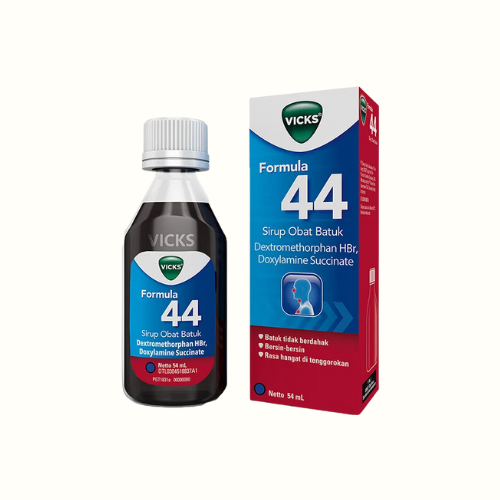 VICKS
VICKS
Formula
44
Sirup Obat Batuk
Dextromethorphan HBr,
Doxylamine Succinate
Netto 54 mL
VICKS
Formula
44
Sirup Obat Batuk
Dextromethorphan HBr,
Doxylamine Succinate
Batuk tidak berdahak
Bersin-bersin
Rasa hangat di tenggorokan
Netto 54 mL
VICKS
Formula
44